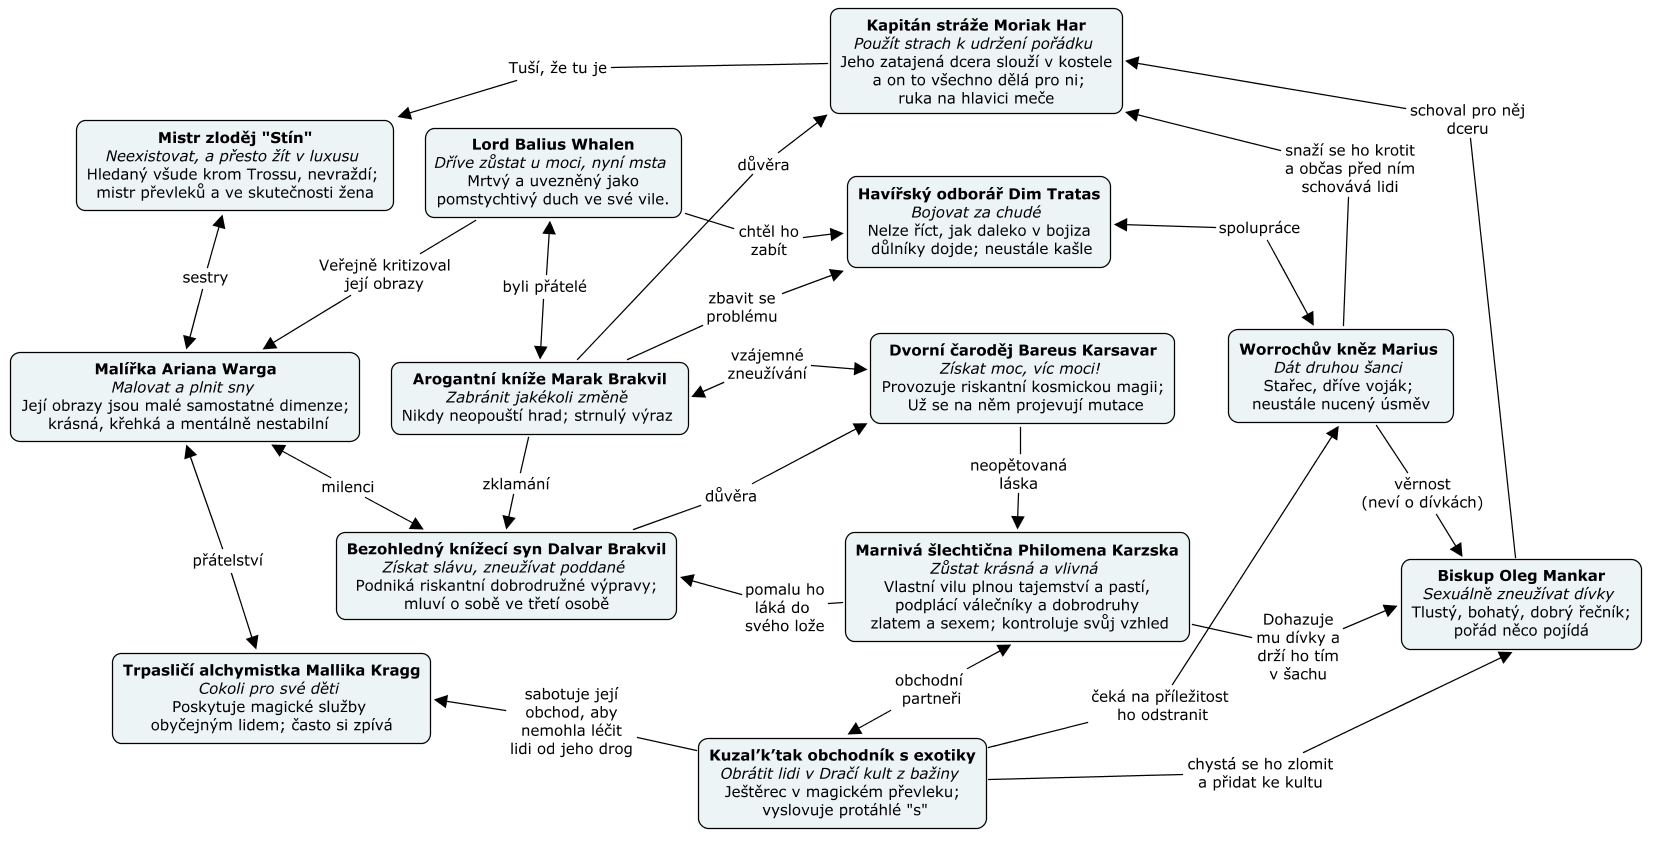 Kapitán stráže Moriak Har
Použít strach k udržení pořádku
Jeho zatajená dcera slouží v kostele
a on to všechno dělá pro ni;
ruka na hlavici meče
Tuší, že tu je
schoval pro něj
dceru
Mistr zloděj "Stín"
Neexistovat, a přesto žít v luxusu
Hledaný všude krom Trossu, nevraždí;
mistr převleků a ve skutečnosti žena
Lord Balius Whalen
Dříve zůstat u moci, nyní msta
Mrtvý a uvezněný jako
pomstychtivý duch ve své vile.
důvěra
snaží se ho krotit
a občas před ním
schovává lidi
Havířský odborář Dim Tratas
Bojovat za chudé
Nelze říct, jak daleko v bojiza
důlníky dojde; neustále kašle
chtěl ho
zabít
spolupráce
sestry
Veřejně kritizoval
její obrazy
byli přátelé
zbavit se
problému
Malířka Ariana Warga
Malovat a plnit sny
Její obrazy jsou malé samostatné dimenze;
krásná, křehká a mentálně nestabilní
Arogantní kníže Marak Brakvil
Zabránit jakékoli změně
Nikdy neopouští hrad; strnulý výraz
vzájemné
zneužívání
Dvorní čaroděj Bareus Karsavar
Získat moc, víc moci!
Provozuje riskantní kosmickou magii;
Už se na něm projevují mutace
Worrochův kněz Marius
Dát druhou šanci
Stařec, dříve voják;
neustále nucený úsměv
milenci
zklamání
důvěra
neopětovaná
láska
věrnost
(neví o dívkách)
přátelství
Bezohledný knížecí syn Dalvar Brakvil
Získat slávu, zneužívat poddané
Podniká riskantní dobrodružné výpravy;
mluví o sobě ve třetí osobě
pomalu ho
láká do
svého lože
Marnivá šlechtična Philomena Karzska
Zůstat krásná a vlivná
Vlastní vilu plnou tajemství a pastí,
podplácí válečníky a dobrodruhy
zlatem a sexem; kontroluje svůj vzhled
Dohazuje
mu dívky a
drží ho tím
v šachu
Biskup Oleg Mankar
Sexuálně zneužívat dívky
Tlustý, bohatý, dobrý řečník;
pořád něco pojídá
Trpasličí alchymistka Mallika Kragg
Cokoli pro své děti
Poskytuje magické služby
obyčejným lidem; často si zpívá
sabotuje její
obchod, aby
nemohla léčit
lidi od jeho drog
obchodní
partneři
čeká na příležitost
ho odstranit
Kuzal’k’tak obchodník s exotiky
Obrátit lidi v Dračí kult z bažiny
Ještěrec v magickém převleku;
vyslovuje protáhlé "s"
chystá se ho zlomit
a přidat ke kultu